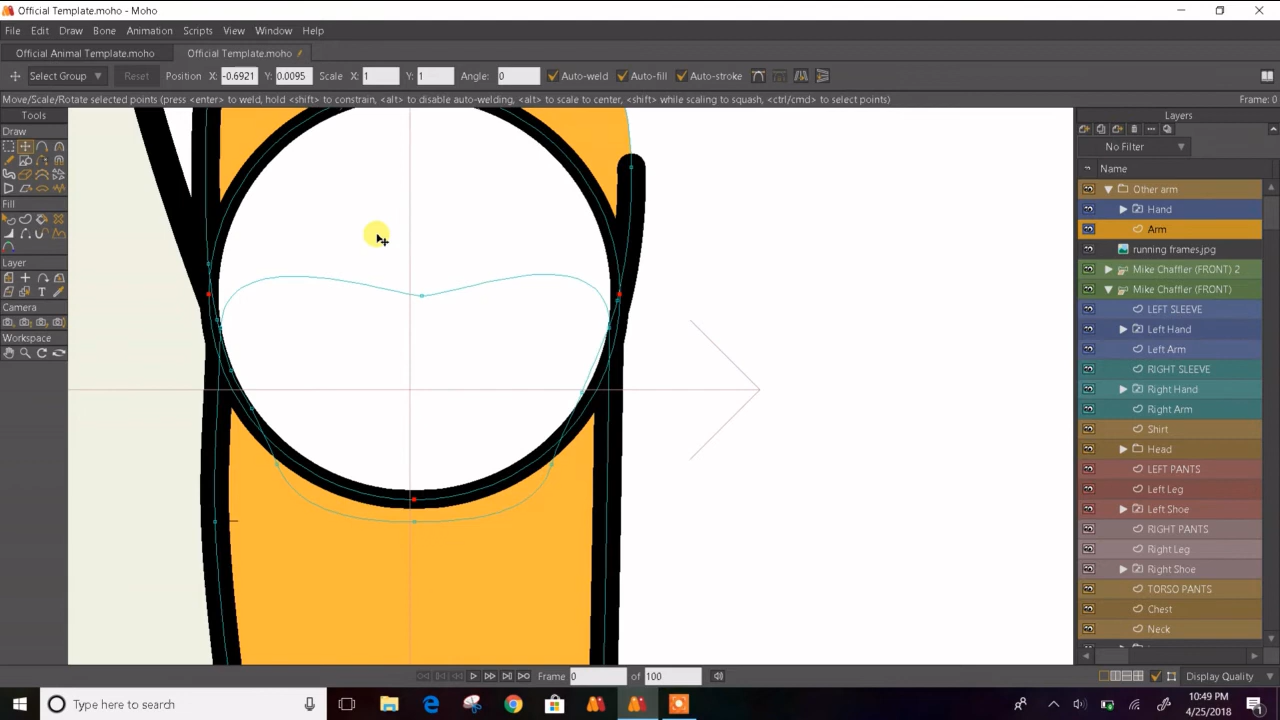 Official Template.moho - Moho
File Edit Draw Bone Animation Scripts View Window Help
Official Animal Template.moho Official Template.moho
Select Group Reset Position X: -0.6921 Y: 0.0095 Scale X: 1 Y: 1 Angle: 0 Auto-weld Auto-fill Auto-stroke
Move/Scale/Rotate selected points (press <enter> to weld, hold <shift> to constrain, <alt> to disable auto-welding, <alt> to scale to center, <shift> while scaling to squash, <ctrl/cmd> to select points) Frame: 0
Tools
Draw
Fill
Layer
Camera
Workspace
Layers
No Filter
Name
Other arm
Hand
Arm
running frames.jpg
Mike Chaffler (FRONT) 2
Mike Chaffler (FRONT)
LEFT SLEEVE
Left Hand
Left Arm
RIGHT SLEEVE
Right Hand
Right Arm
Shirt
Head
LEFT PANTS
Left Leg
Left Shoe
RIGHT PANTS
Right Leg
Right Shoe
TORSO PANTS
Chest
Neck
Frame 0 of 100 Display Quality
Type here to search
10:49 PM
4/25/2018